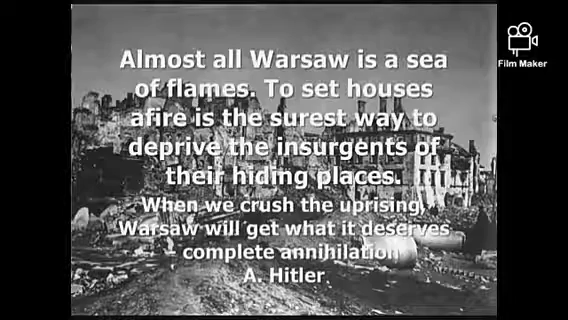 Almost all Warsaw is a sea
of flames. To set houses
afire is the surest way to
deprive the insurgents of
their hiding places.
When we crush the uprising,
Warsaw will get what it deserves
- complete annihilation
A. Hitler
Film Maker